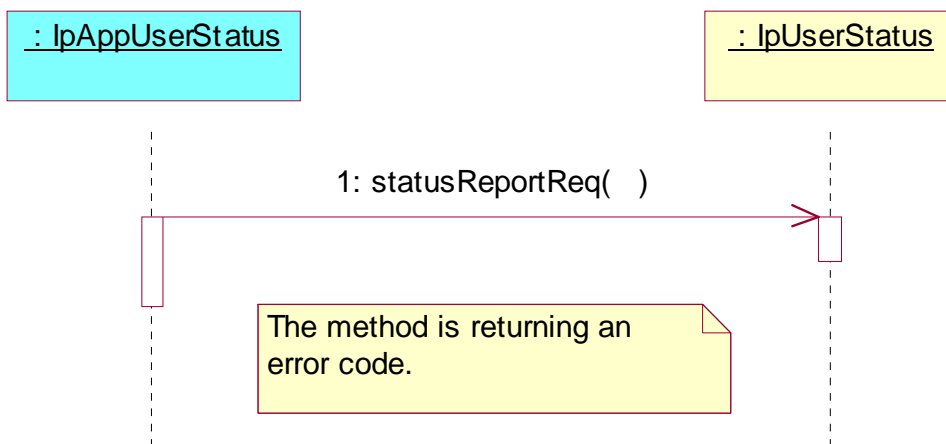 : IpAppUserStatus
: IpUserStatus
1: statusReportReq( )
The method is returning an
error code.